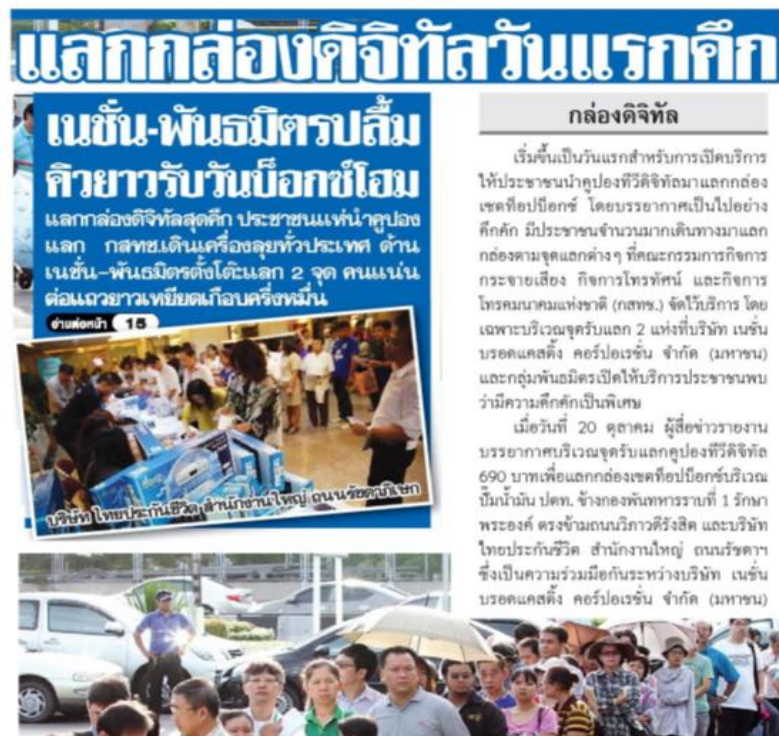 แลกกล่องดิจิทัลวันแรกคึก
เนชั่น-พันธมิตรปลื้ม
คิวยาวรับวันบ็อกซ์โฮม
แลกกล่องดิจิทัลสุดคึก ประชาชนแห่นำคูปอง
แลก กสทช.เดินเครื่องลุยทั่วประเทศ ด้าน
เนชั่น-พันธมิตรตั้งโต๊ะแลก 2 จุด คนแน่น
ต่อแถวยาวเหยียดเกือบครึ่งหมื่น
อ่านต่อหน้า 15
บริษัท ไทยประกันชีวิต สำนักงานใหญ่ ถนนรัชดาภิเษก
กล่องดิจิทัล
เริ่มขึ้นเป็นวันแรกสำหรับการเปิดบริการ
ให้ประชาชนนำคูปองทีวีดิจิทัลมาแลกกล่อง
เซตท็อปบ็อกซ์ โดยบรรยากาศเป็นไปอย่าง
คึกคัก มีประชาชนจำนวนมากเดินทางมาแลก
กล่องตามจุดแลกต่างๆ ที่คณะกรรมการกิจการ
กระจายเสียง กิจการโทรทัศน์ และกิจการ
โทรคมนาคมแห่งชาติ (กสทช.) จัดไว้บริการ โดย
เฉพาะบริเวณจุดรับแลก 2 แห่งที่บริษัท เนชั่น
บรอดแคสติ้ง คอร์ปอเรชั่น จำกัด (มหาชน)
และกลุ่มพันธมิตรเปิดให้บริการประชาชนพบ
ว่ามีความคึกคักเป็นพิเศษ
เมื่อวันที่ 20 ตุลาคม ผู้สื่อข่าวรายงาน
บรรยากาศบริเวณจุดรับแลกคูปองทีวีดิจิทัล
690 บาทเพื่อแลกกล่องเซตท็อปบ็อกซ์บริเวณ
ปั๊มน้ำมัน ปตท. ข้างกองพันทหารราบที่ 1 รักษา
พระองค์ ตรงข้ามถนนวิภาวดีรังสิต และบริษัท
ไทยประกันชีวิต สำนักงานใหญ่ ถนนรัชดาฯ
ซึ่งเป็นความร่วมมือกันระหว่างบริษัท เนชั่น
บรอดแคสติ้ง คอร์ปอเรชั่น จำกัด (มหาชน)